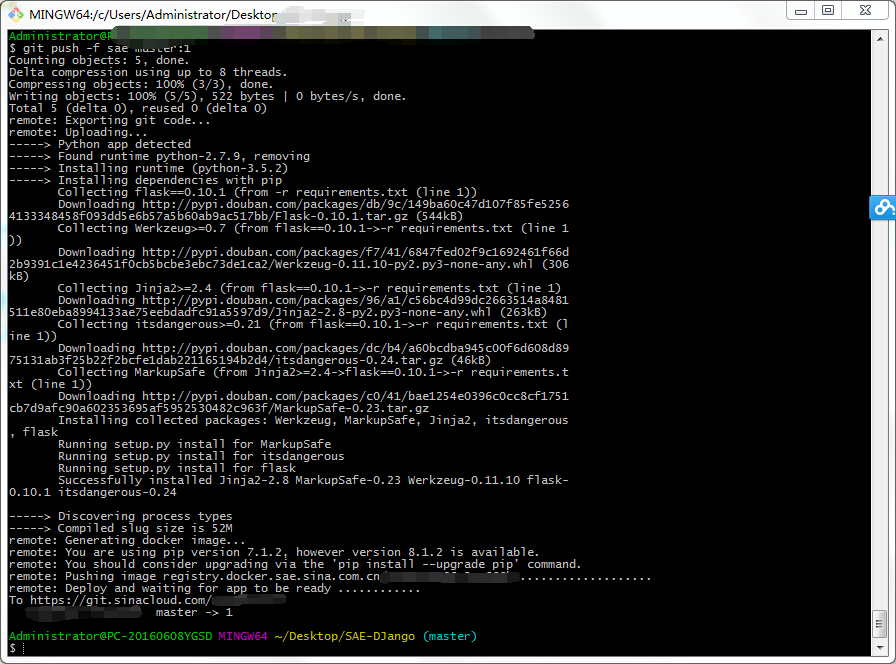 MINGW64:/c/Users/Administrator/Desktop
Administrator@P
$ git push -f sae master:1
Counting objects: 5, done.
Delta compression using up to 8 threads.
Compressing objects: 100% (3/3), done.
Writing objects: 100% (5/5), 522 bytes | 0 bytes/s, done.
Total 5 (delta 0), reused 0 (delta 0)
remote: Exporting git code...
remote: Uploading...
-----> Python app detected
-----> Found runtime python-2.7.9, removing
-----> Installing runtime (python-3.5.2)
-----> Installing dependencies with pip
Collecting flask==0.10.1 (from -r requirements.txt (line 1))
Downloading http://pypi.douban.com/packages/db/9c/149ba60c47d107f85fe5256
4133348458f093dd5e6b57a5b60ab9ac517bb/Flask-0.10.1.tar.gz (544kB)
Collecting Werkzeug>=0.7 (from flask==0.10.1->-r requirements.txt (line 1
))
Downloading http://pypi.douban.com/packages/f7/41/6847fed02f9c1692461f66d
2b9391c1e4236451f0cb5bcbe3ebc73de1ca2/Werkzeug-0.11.10-py2.py3-none-any.whl (306
kB)
Collecting Jinja2>=2.4 (from flask==0.10.1->-r requirements.txt (line 1)
Downloading http://pypi.douban.com/packages/96/a1/c56bc4d99dc2663514a8481
511e80eba8994133ae75eebdadfc91a5597d9/Jinja2-2.8-py2.py3-none-any.whl (263kB)
Collecting itsdangerous>=0.21 (from flask==0.10.1->-r requirements.txt (l
ine 1))
Downloading http://pypi.douban.com/packages/dc/b4/a60bcdba945c00f6d608d89
75131ab3f25b22f2bcfe1dab221165194b2d4/itsdangerous-0.24.tar.gz (46kB)
Collecting MarkupSafe (from Jinja2>=2.4->flask==0.10.1->-r requirements.t
xt (line 1))
Downloading http://pypi.douban.com/packages/c0/41/bae1254e0396c0cc8cf1751
cb7d9afc90a602353695af5952530482c963f/MarkupSafe-0.23.tar.gz
Installing collected packages: Werkzeug, MarkupSafe, Jinja2, itsdangerous
, flask
Running setup.py install for MarkupSafe
Running setup.py install for itsdangerous
Running setup.py install for flask
Successfully installed Jinja2-2.8 MarkupSafe-0.23 Werkzeug-0.11.10 flask-
0.10.1 itsdangerous-0.24
-----> Discovering process types
-----> Compiled slug size is 52M
remote: Generating docker image...
remote: You are using pip version 7.1.2, however version 8.1.2 is available.
remote: You should consider upgrading via the 'pip install --upgrade pip' command.
remote: Pushing image registry.docker.sae.sina.com.cn ...................
remote: Deploy and waiting for app to be ready ............
To https://git.sinacloud.com/
master -> 1
Administrator@PC-20160608YGSD MINGW64 ~/Desktop/SAE-DJango (master)
$